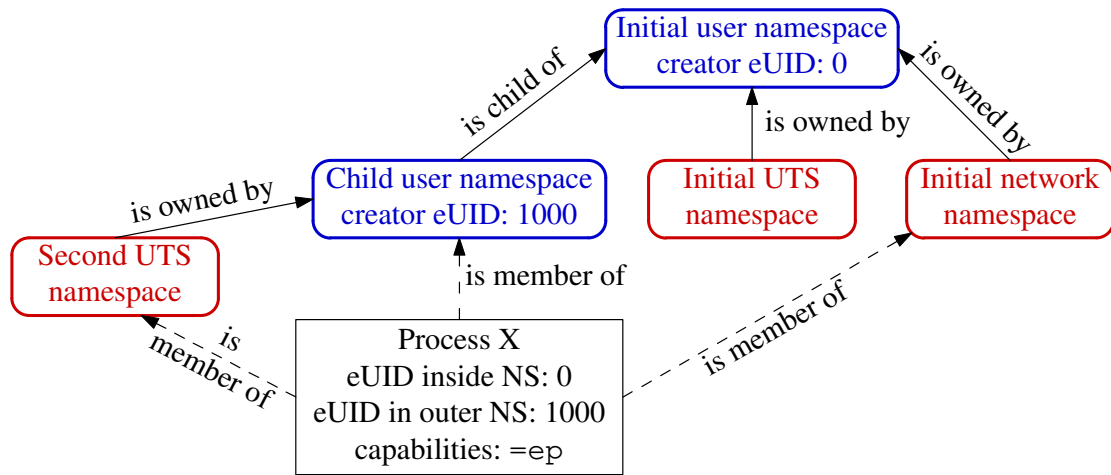 Initial user namespace
creator eUID: 0
is child of
is owned by
is owned by
Child user namespace
creator eUID: 1000
Initial UTS
namespace
Initial network
namespace
is owned by
Second UTS
namespace
is member of
is
member of
is member of
Process X
eUID inside NS: 0
eUID in outer NS: 1000
capabilities: =ep